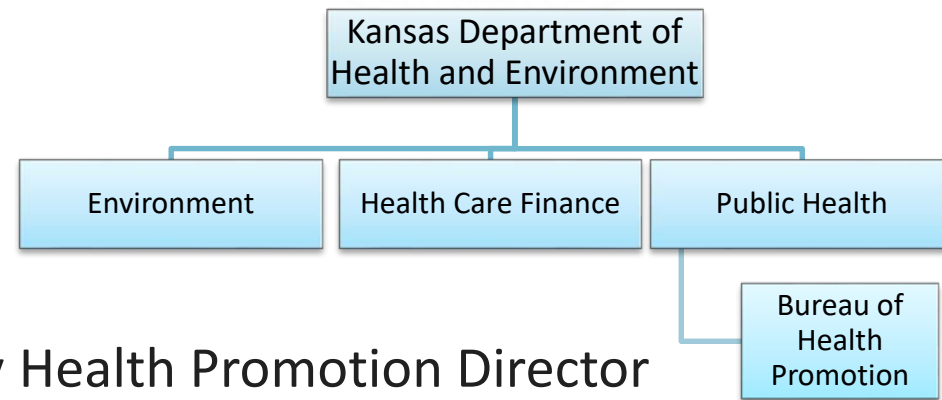 Kansas Department of
Health and Environment
Environment
Health Care Finance
Public Health
Bureau of
Health
Promotion
Health Promotion Director